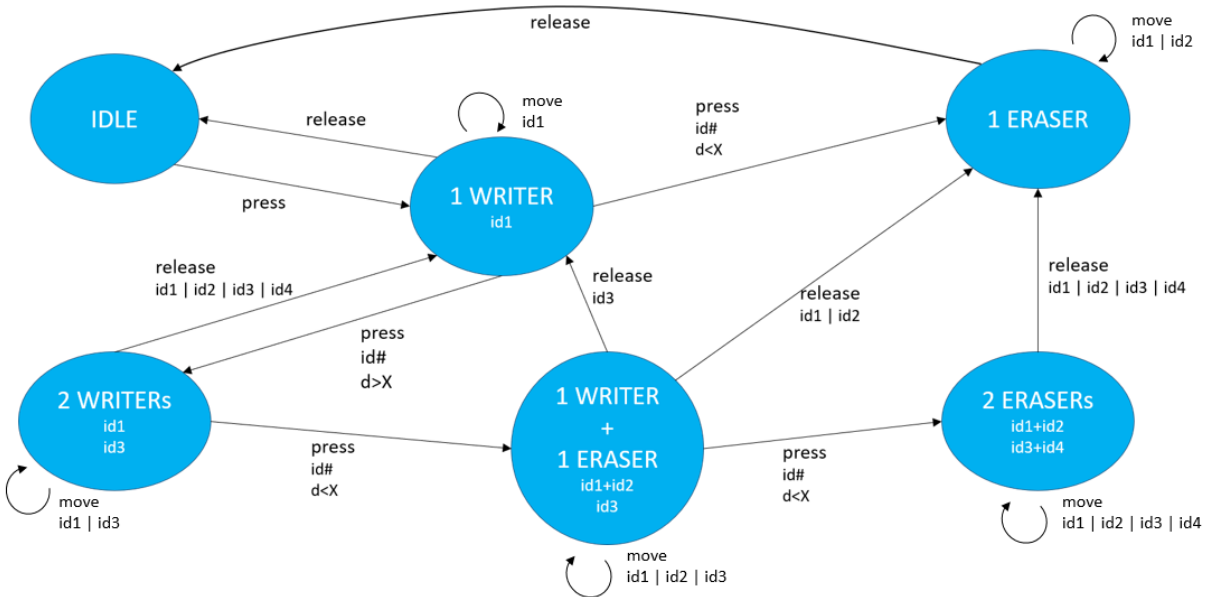 release
move
id1 | id2
IDLE
release
move
id1
press
id#
d<X
1 ERASER
press
1 WRITER
id1
release
id1 | id2 | id3 | id4
press
id#
d>X
release
id3
release
id1 | id2
release
id1 | id2 | id3 | id4
2 WRITERs
id1
id3
press
id#
d<X
1 WRITER
+
1 ERASER
id1+id2
id3
press
id#
d<X
2 ERASERs
id1+id2
id3+id4
move
id1 | id3
move
id1 | id2 | id3
move
id1 | id2 | id3 | id4